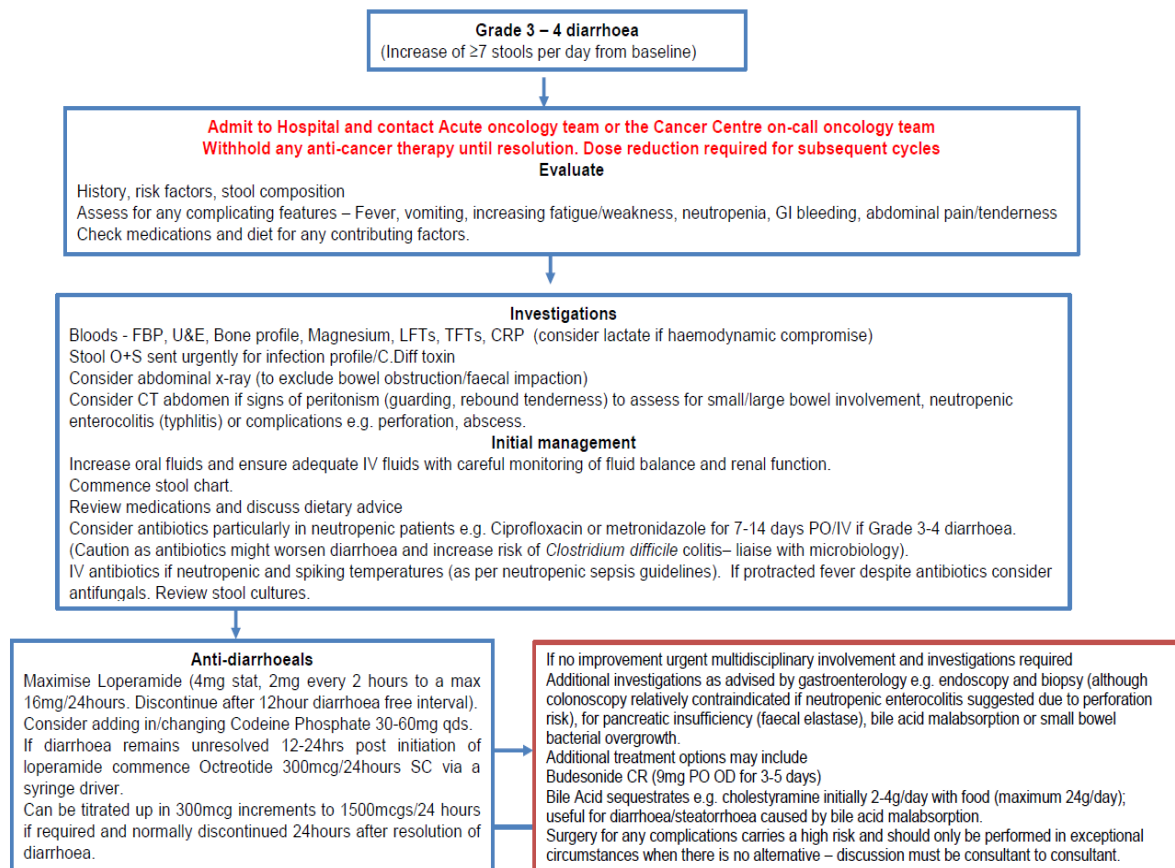 Grade 3 – 4 diarrhoea
(Increase of ≥7 stools per day from baseline)
Admit to Hospital and contact Acute oncology team or the Cancer Centre on-call oncology team
Withhold any anti-cancer therapy until resolution. Dose reduction required for subsequent cycles
Evaluate
History, risk factors, stool composition
Assess for any complicating features – Fever, vomiting, increasing fatigue/weakness, neutropenia, GI bleeding, abdominal pain/tenderness
Check medications and diet for any contributing factors.
Investigations
Bloods - FBP, U&E, Bone profile, Magnesium, LFTs, TFTs, CRP (consider lactate if haemodynamic compromise)
Stool O+S sent urgently for infection profile/C.Diff toxin
Consider abdominal x-ray (to exclude bowel obstruction/faecal impaction)
Consider CT abdomen if signs of peritonism (guarding, rebound tenderness) to assess for small/large bowel involvement, neutropenic
enterocolitis (typhlitis) or complications e.g. perforation, abscess.
Initial management
Increase oral fluids and ensure adequate IV fluids with careful monitoring of fluid balance and renal function.
Commence stool chart.
Review medications and discuss dietary advice
Consider antibiotics particularly in neutropenic patients e.g. Ciprofloxacin or metronidazole for 7-14 days PO/IV if Grade 3-4 diarrhoea.
(Caution as antibiotics might worsen diarrhoea and increase risk of Clostridium difficile colitis– liaise with microbiology).
IV antibiotics if neutropenic and spiking temperatures (as per neutropenic sepsis guidelines). If protracted fever despite antibiotics consider
antifungals. Review stool cultures.
Anti-diarrhoeals
Maximise Loperamide (4mg stat, 2mg every 2 hours to a max
16mg/24hours. Discontinue after 12hour diarrhoea free interval).
Consider adding in/changing Codeine Phosphate 30-60mg qds.
If diarrhoea remains unresolved 12-24hrs post initiation of
loperamide commence Octreotide 300mcg/24hours SC via a
syringe driver.
Can be titrated up in 300mcg increments to 1500mcgs/24 hours
if required and normally discontinued 24hours after resolution of
diarrhoea.
If no improvement urgent multidisciplinary involvement and investigations required
Additional investigations as advised by gastroenterology e.g. endoscopy and biopsy (although
colonoscopy relatively contraindicated if neutropenic enterocolitis suggested due to perforation
risk), for pancreatic insufficiency (faecal elastase), bile acid malabsorption or small bowel
bacterial overgrowth.
Additional treatment options may include
Budesonide CR (9mg PO OD for 3-5 days)
Bile Acid sequestrates e.g. cholestyramine initially 2-4g/day with food (maximum 24g/day);
useful for diarrhoea/steatorrhoea caused by bile acid malabsorption.
Surgery for any complications carries a high risk and should only be performed in exceptional
circumstances when there is no alternative – discussion must be consultant to consultant.